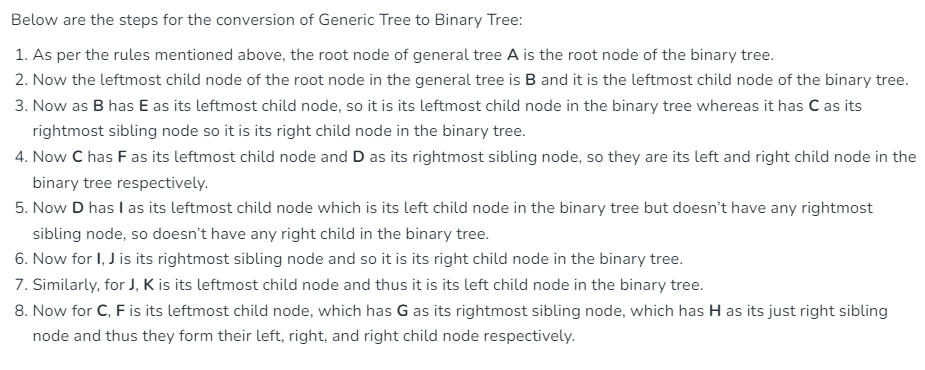 Below are the steps for the conversion of Generic Tree to Binary Tree:
1. As per the rules mentioned above, the root node of general tree A is the root node of the binary tree.
2. Now the leftmost child node of the root node in the general tree is B and it is the leftmost child node of the binary tree.
3. Now as B has E as its leftmost child node, so it is its leftmost child node in the binary tree whereas it has C as its
rightmost sibling node so it is its right child node in the binary tree.
4. Now C has F as its leftmost child node and D as its rightmost sibling node, so they are its left and right child node in the
binary tree respectively.
5. Now D has I as its leftmost child node which is its left child node in the binary tree but doesn't have any rightmost
sibling node, so doesn't have any right child in the binary tree.
6. Now for I, J is its rightmost sibling node and so it is its right child node in the binary tree.
7. Similarly, for J, K is its leftmost child node and thus it is its left child node in the binary tree.
8. Now for C, F is its leftmost child node, which has G as its rightmost sibling node, which has H as its just right sibling
node and thus they form their left, right, and right child node respectively.